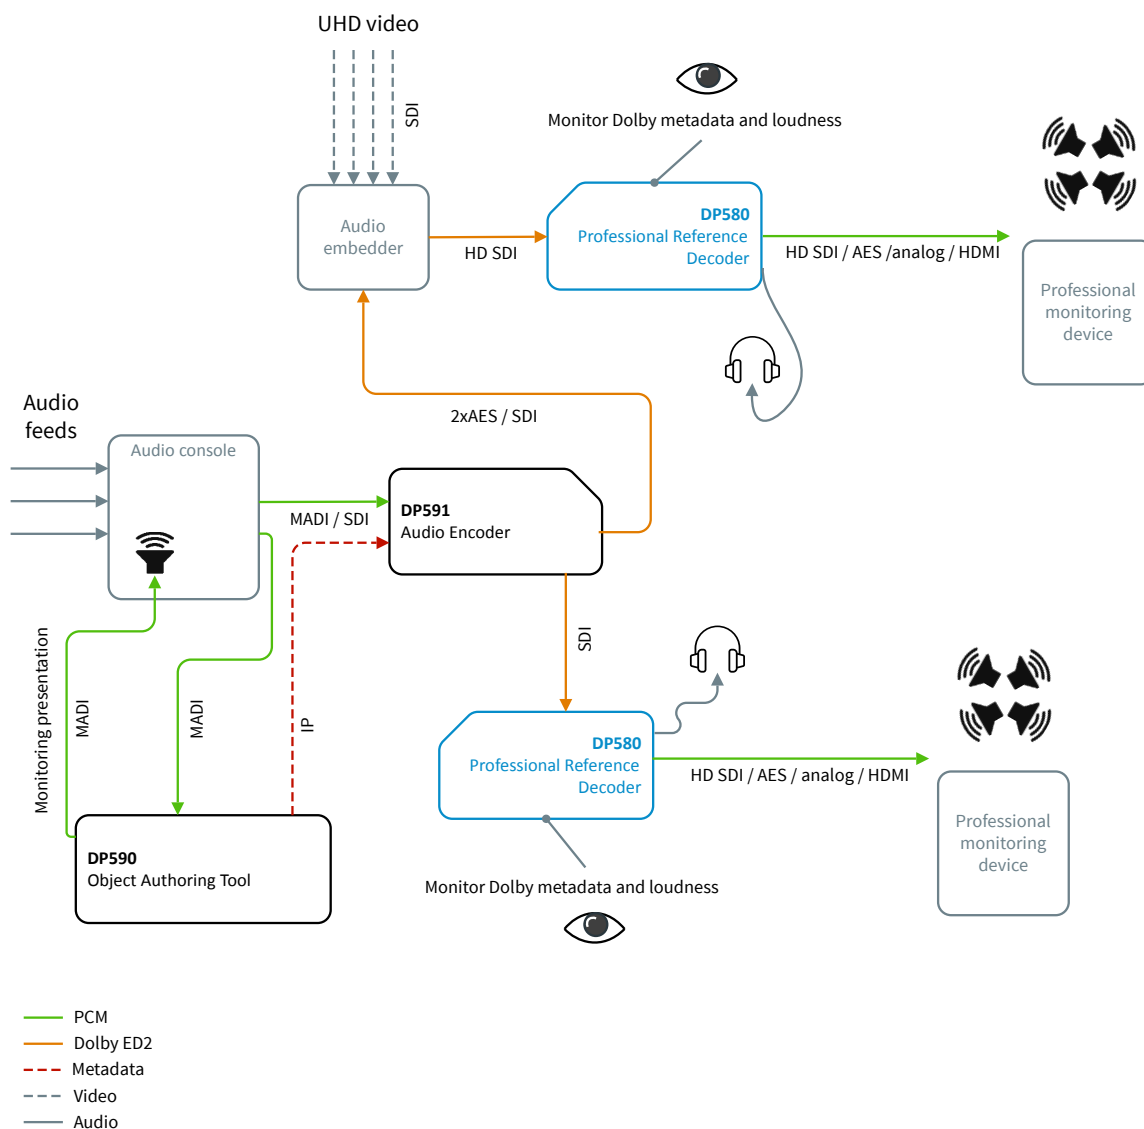 UHD video
SDI
Monitor Dolby metadata and loudness
Audio
embedder
HD SDI
DP580
Professional Reference
Decoder
HD SDI / AES /analog / HDMI
Professional
monitoring
device
2xAES / SDI
Audio
feeds
Audio console
MADI / SDI
DP591
Audio Encoder
SDI
Monitoring presentation
MADI
MADI
IP
DP580
Professional Reference
Decoder
HD SDI / AES / analog / HDMI
Professional
monitoring
device
DP590
Object Authoring Tool
Monitor Dolby metadata and loudness
PCM
Dolby ED2
Metadata
Video
Audio